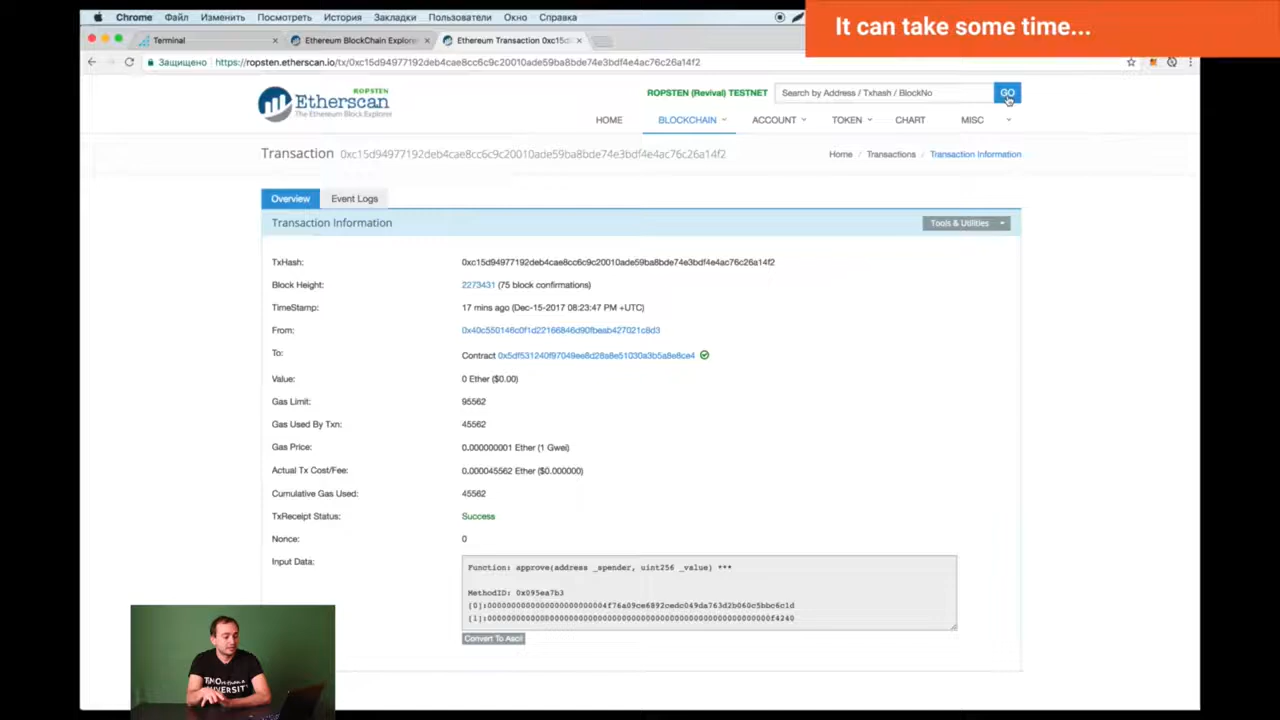 It can take some time...
Chrome Файл Изменить Посмотреть История Закладки Пользователи Окно Справка
Terminal
Ethereum BlockChain Explorer
Ethereum Transaction 0xc15d
Защищено
https://ropsten.etherscan.io/tx/0xc15d94977192deb4cae8cc6c9c20010ade59ba8bde74e3bdf4e4ac76c26a14f2
ROPSTEN
Etherscan
The Ethereum Block Explorer
ROPSTEN (Revival) TESTNET
Search by Address / Txhash / BlockNo
GO
HOME BLOCKCHAIN ACCOUNT TOKEN CHART MISC
Transaction 0xc15d94977192deb4cae8cc6c9c20010ade59ba8bde74e3bdf4e4ac76c26a14f2
Home / Transactions / Transaction Information
Overview Event Logs
Transaction Information
Tools & Utilities
TxHash: 0xc15d94977192deb4cae8cc6c9c20010ade59ba8bde74e3bdf4e4ac76c26a14f2
Block Height: 2273431 (75 block confirmations)
TimeStamp: 17 mins ago (Dec-15-2017 08:23:47 PM +UTC)
From: 0x40c550146c0f1d22166846d90fbeab427021c8d3
To: Contract 0x5df531240f97049ee8d28a8e51030a3b5a8e8ce4
Value: 0 Ether ($0.00)
Gas Limit: 95562
Gas Used By Txn: 45562
Gas Price: 0.000000001 Ether (1 Gwei)
Actual Tx Cost/Fee: 0.000045562 Ether ($0.000000)
Cumulative Gas Used: 45562
TxReceipt Status: Success
Nonce: 0
Input Data:
Function: approve(address _spender, uint256 _value) ***
MethodID: 0x095ea7b3
[0]:0000000000000000000000004f76a09ce6892cedc049da763d2b060c5bbc6c1d
[1]:00000000000000000000000000000000000000000000000000000000000f4240
Convert To Ascii